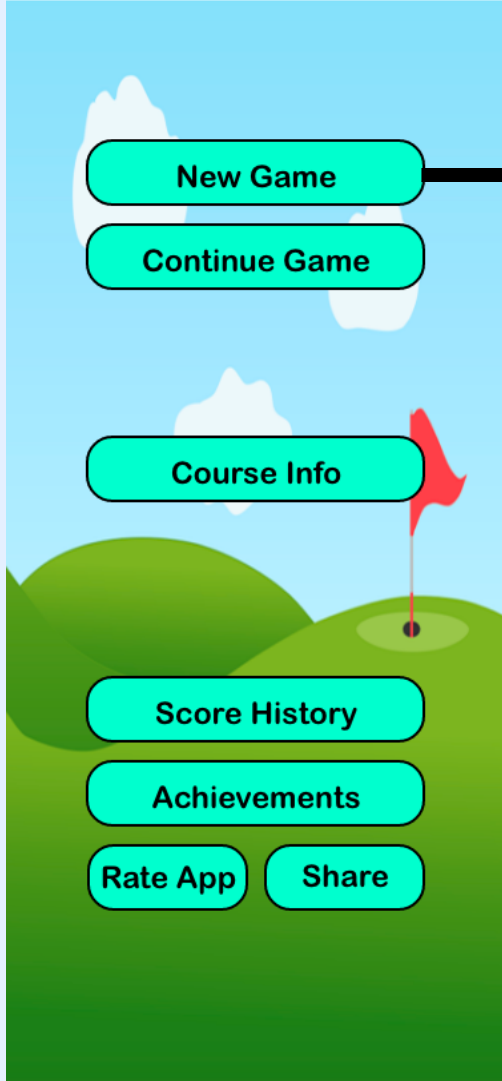 New Game
Continue Game
Course Info
Score History
Achievements
Rate App
Share